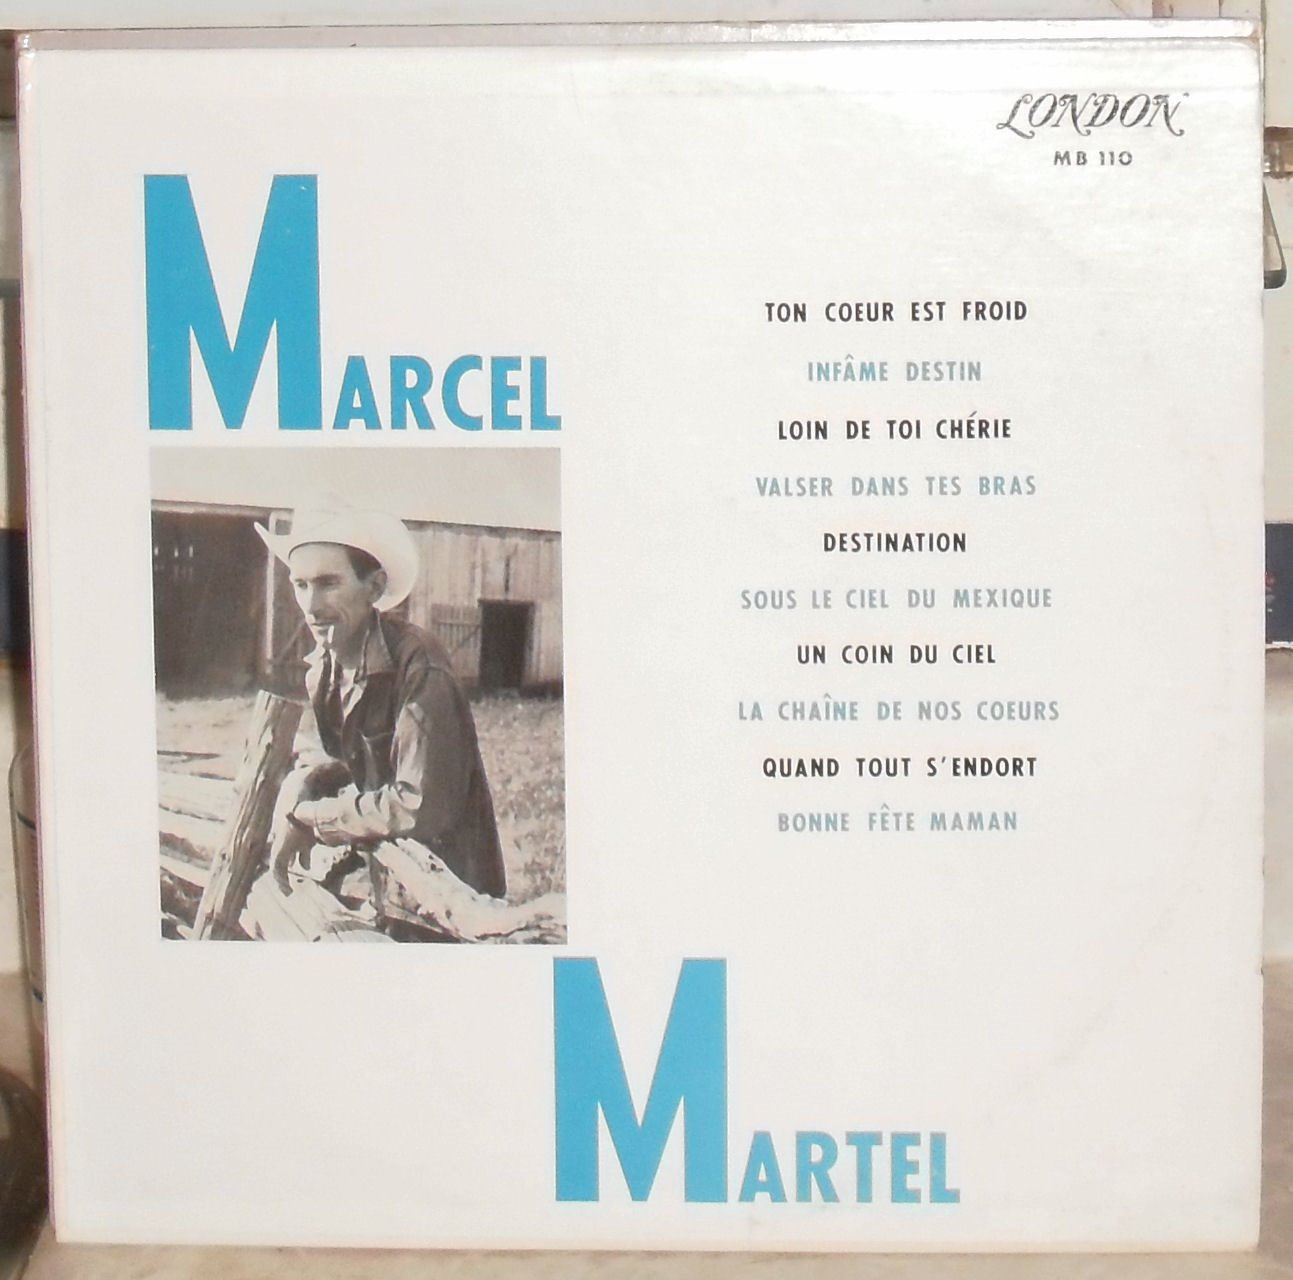 LONDON
MB 110
MARCEL
TON COEUR EST FROID
INFÂME DESTIN
LOIN DE TOI CHÉRIE
VALSER DANS TES BRAS
DESTINATION
SOUS LE CIEL DU MEXIQUE
UN COIN DU CIEL
LA CHAÎNE DE NOS COEURS
QUAND TOUT S'ENDORT
BONNE FÊTE MAMAN
MARTEL